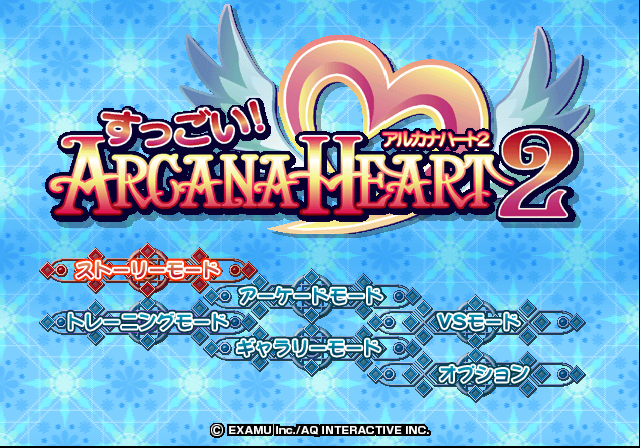 すっごい!
アルカナハート2
ARCANA HEART 2
ストーリーモード
アーケードモード
トレーニングモード
VSモード
ギャラリーモード
オプション
© EXAMU Inc./AQ INTERACTIVE INC.